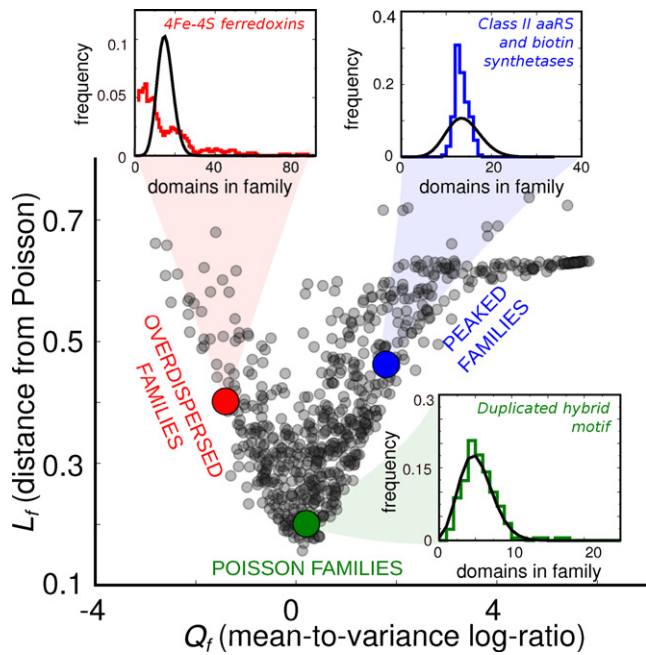 4Fe-4S ferredoxins
frequency
0.1
0.05
0
0
40
80
domains in family
Class II aaRS
and biotin
synthetases
frequency
0.4
0.2
0
0
20
40
domains in family
L_f (distance from Poisson)
0.7
0.5
0.3
0.1
OVERDISPERSED
FAMILIES
PEAKED
FAMILIES
POISSON FAMILIES
Duplicated hybrid
motif
frequency
0.3
0.15
0
0
10
20
domains in family
-4
0
4
Q_f (mean-to-variance log-ratio)